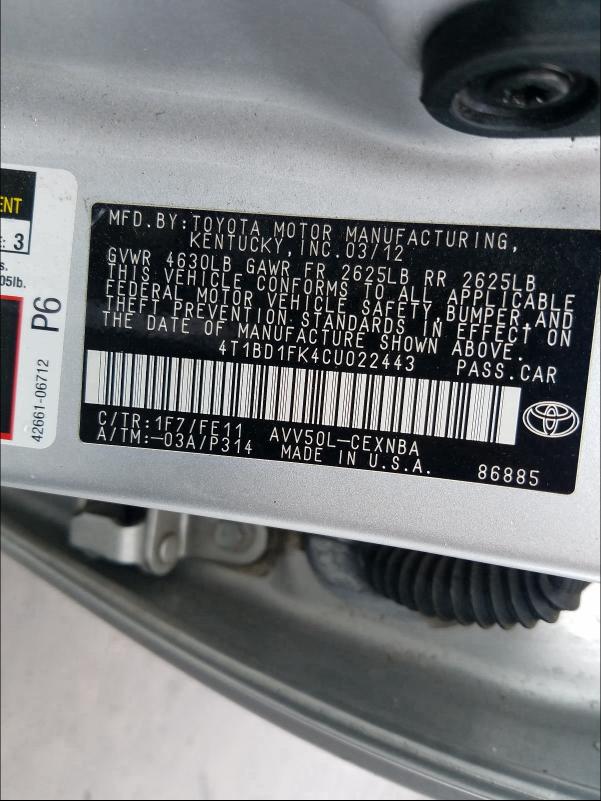 ENT
E: 3
s.
05lb.
P6
42661-06712
MFD.BY:TOYOTA MOTOR MANUFACTURING,
KENTUCKY,INC.03/12
GVWR 4630LB GAWR FR 2625LB RR 2625LB
THIS VEHICLE CONFORMS TO ALL APPLICABLE
FEDERAL MOTOR VEHICLE SAFETY,BUMPER,AND
THEFT PREVENTION STANDARDS IN EFFECT ON
THE DATE OF MANUFACTURE SHOWN ABOVE.
4T1BD1FK4CU022443 PASS.CAR
C/TR:1F7/FE11 AVV50L-CEXNBA
A/TM:-03A/P314 MADE IN U.S.A. 86885